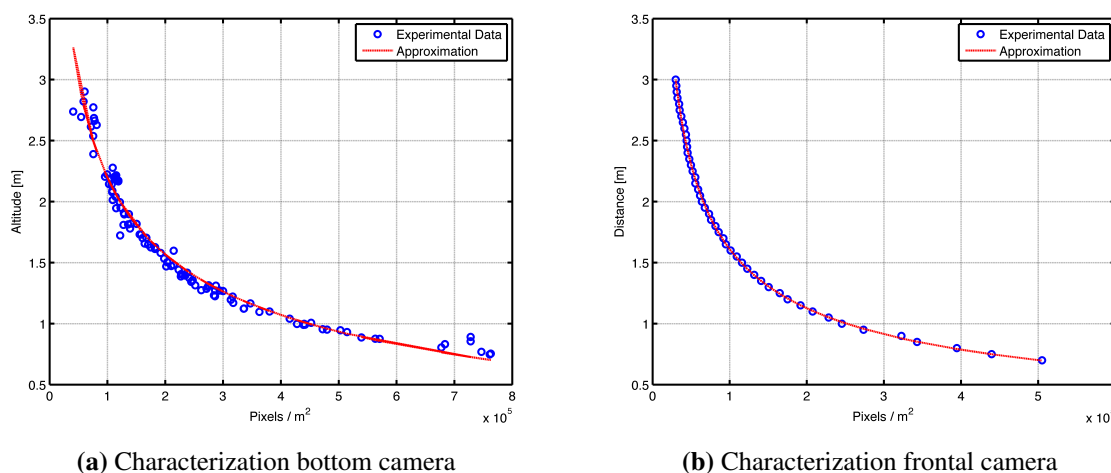 3.5
3
2.5
2
1.5
1
0.5
0 1 2 3 4 5 6 7 8
x 10⁵
Altitude [m]
Pixels / m²
Experimental Data
Approximation
(a) Characterization bottom camera
3.5
3
2.5
2
1.5
1
0.5
0 1 2 3 4 5
x 10
Distance [m]
Pixels / m²
Experimental Data
Approximation
(b) Characterization frontal camera